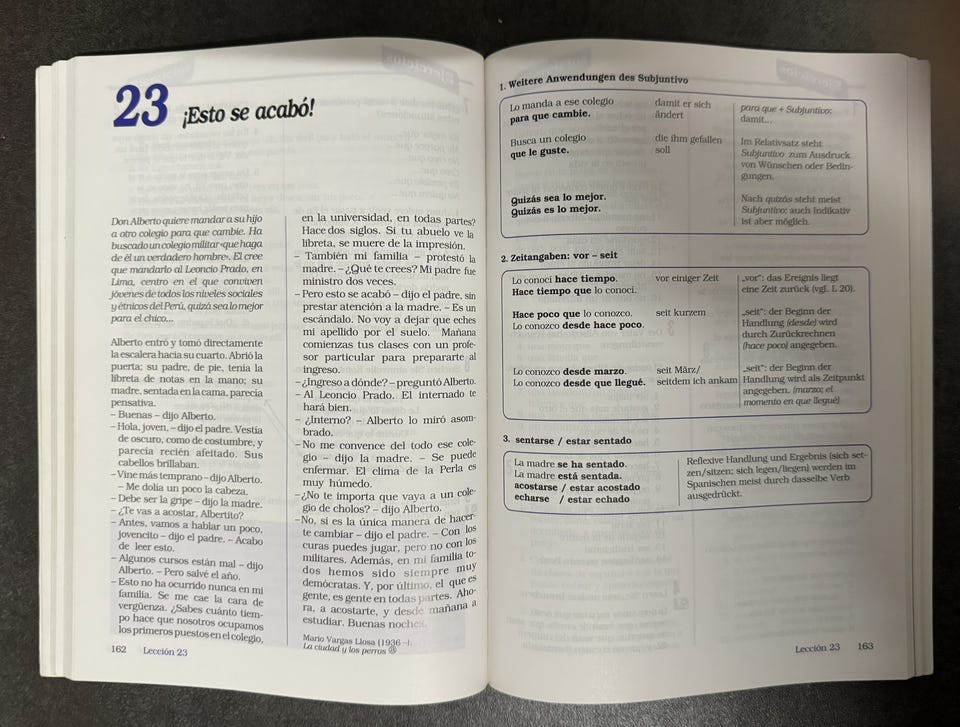 23 ¡Esto se acabó!
Don Alberto quiere mandar a su hijo
a otro colegio para que cambie. Ha
buscado un colegio militar «que haga
de él un verdadero hombre». El cree
que mandarlo al Leoncio Prado, en
Lima, centro en el que conviven
jóvenes de todos los niveles sociales
y étnicos del Perú, quizá sea lo mejor
para el chico...
Alberto entró y tomó directamente
la escalera hacia su cuarto. Abrió la
puerta; su padre, de pie, tenía la
libreta de notas en la mano; su
madre, sentada en la cama, parecía
pensativa.
– Buenas – dijo Alberto.
– Hola, joven, – dijo el padre. Vestía
de oscuro, como de costumbre, y
parecía recién afeitado. Sus
cabellos brillaban.
– Vine más temprano – dijo Alberto.
– Me dolía un poco la cabeza.
– Debe ser la gripe – dijo la madre.
– ¿Te vas a acostar, Albertito?
– Antes, vamos a hablar un poco,
jovencito – dijo el padre. – Acabo
de leer esto.
– Algunos cursos están mal – dijo
Alberto. – Pero salvé el año.
– Esto no ha ocurrido nunca en mi
familia. Se me cae la cara de
vergüenza. ¿Sabes cuánto tiem-
po hace que nosotros ocupamos
los primeros puestos en el colegio,
en la universidad, en todas partes?
Hace dos siglos. Si tu abuelo ve la
libreta, se muere de la impresión.
– También mi familia – protestó la
madre. – ¿Qué te crees? Mi padre fue
ministro dos veces.
– Pero esto se acabó – dijo el padre, sin
prestar atención a la madre. – Es un
escándalo. No voy a dejar que eches
mi apellido por el suelo. Mañana
comienzas tus clases con un profe-
sor particular para prepararte al
ingreso.
– ¿Ingreso a dónde? – preguntó Alberto.
– Al Leoncio Prado. El internado te
hará bien.
– ¿Interno? – Alberto lo miró asom-
brado.
– No me convence del todo ese cole-
gio – dijo la madre. – Se puede
enfermar. El clima de la Perla es
muy húmedo.
– ¿No te importa que vaya a un cole-
gio de cholos? – dijo Alberto.
– No, si es la única manera de hacer-
te cambiar – dijo el padre. – Con los
curas puedes jugar, pero no con los
militares. Además, en mi familia to-
dos hemos sido siempre muy
demócratas. Y, por último, el que es
gente, es gente en todas partes. Aho-
ra, a acostarte, y desde mañana a
estudiar. Buenas noches.
Mario Vargas Llosa (1936 –):
La ciudad y los perros
162 Lección 23
1. Weitere Anwendungen des Subjuntivo
Lo manda a ese colegio damit er sich para que + Subjuntivo:
para que cambie. ändert damit...
Busca un colegio die ihm gefallen Im Relativsatz steht
que le guste. soll Subjuntivo zum Ausdruck
von Wünschen oder Bedin-
gungen.
Quizás sea lo mejor. Nach quizás steht meist
Quizás es lo mejor. Subjuntivo; auch Indikativ
ist aber möglich.
2. Zeitangaben: vor – seit
Lo conocí hace tiempo. vor einiger Zeit „vor“: das Ereignis liegt
Hace tiempo que lo conocí. eine Zeit zurück (vgl. L 20).
Hace poco que lo conozco. seit kurzem „seit“: der Beginn der
Lo conozco desde hace poco. Handlung (desde) wird
durch Zurückrechnen
(hace poco) angegeben.
Lo conozco desde marzo. seit März/ „seit“: der Beginn der
Lo conozco desde que llegué. seitdem ich ankam Handlung wird als Zeitpunkt
angegeben. (marzo; el
momento en que llegué)
3. sentarse / estar sentado
La madre se ha sentado. Reflexive Handlung und Ergebnis (sich set-
La madre está sentada. zen/sitzen; sich legen/liegen) werden im
acostarse / estar acostado Spanischen meist durch dasselbe Verb
echarse / estar echado ausgedrückt.
Lección 23 163